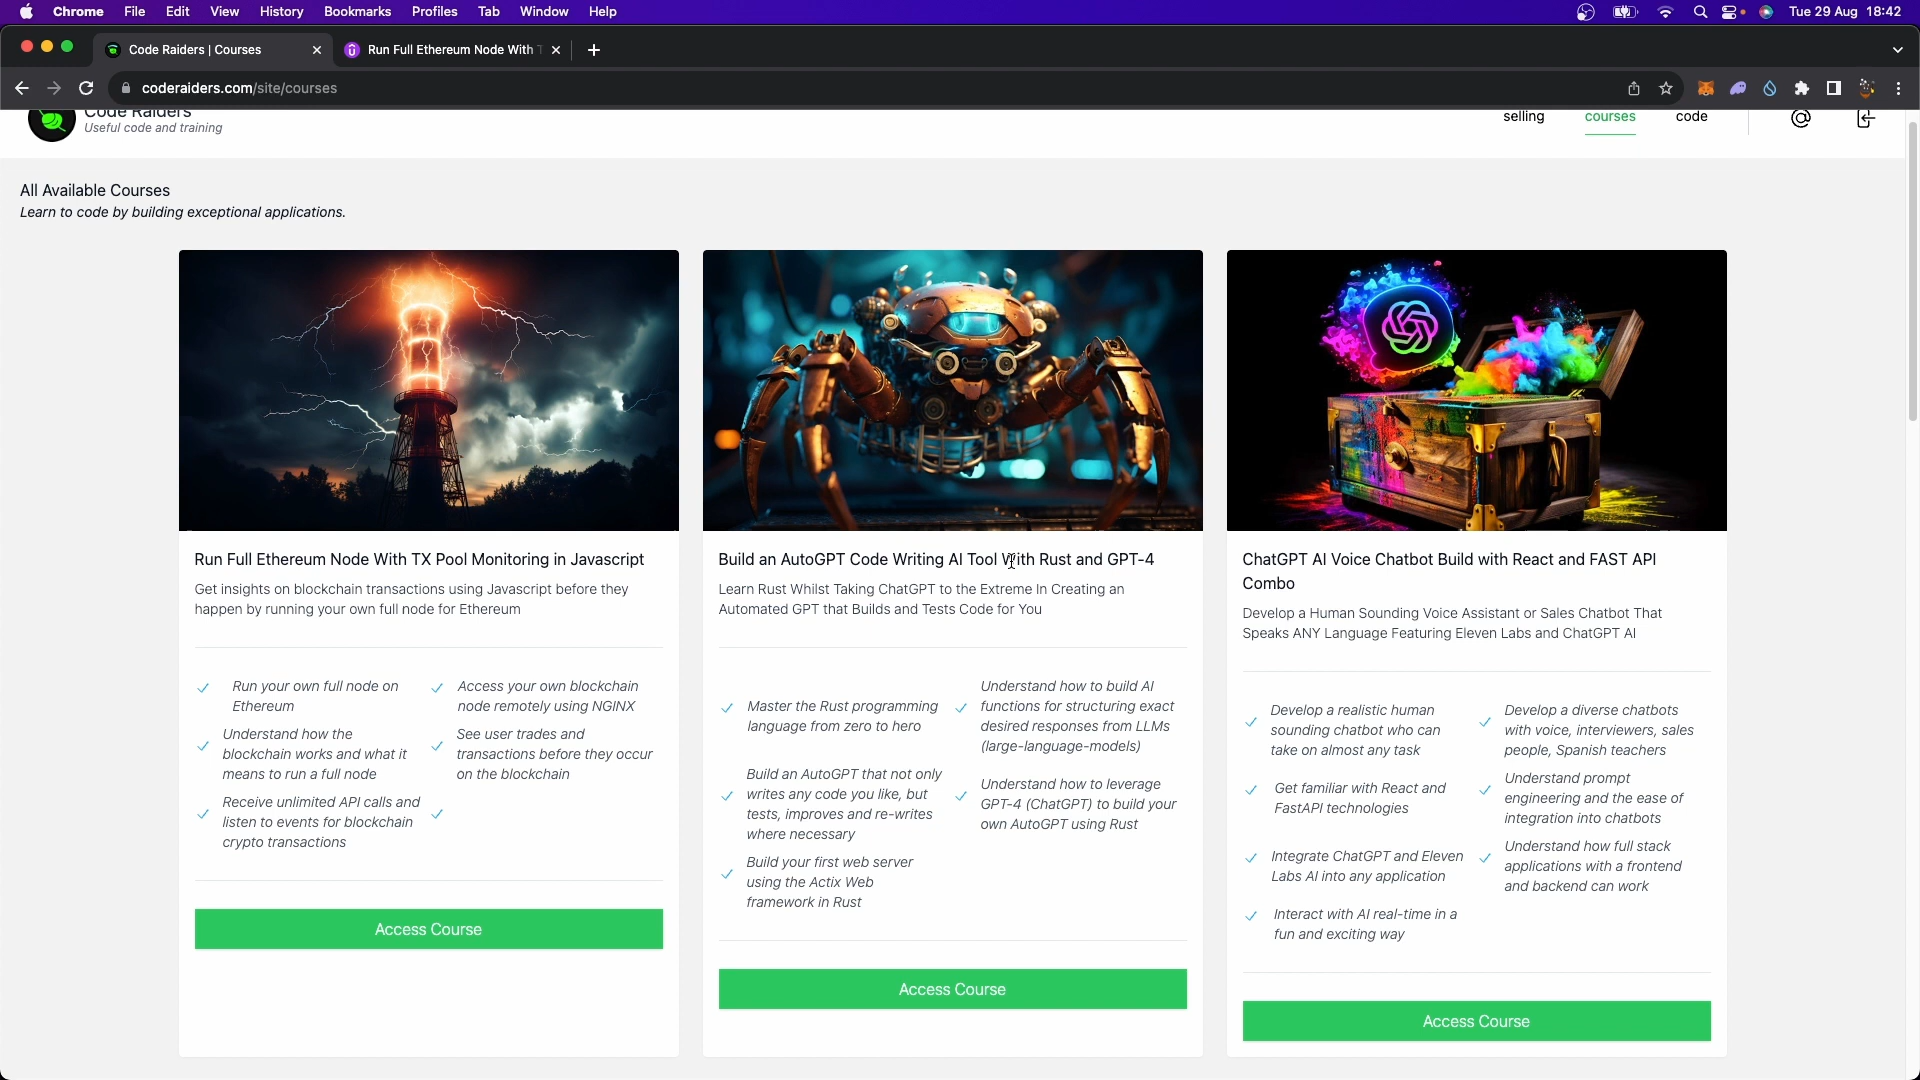 Chrome File Edit View History Bookmarks Profiles Tab Window Help Tue 29 Aug 18:42
Code Raiders | Courses Run Full Ethereum Node With
coderaiders.com/site/courses
Code Raiders
Useful code and training
selling courses code
All Available Courses
Learn to code by building exceptional applications.
Run Full Ethereum Node With TX Pool Monitoring in Javascript
Get insights on blockchain transactions using Javascript before they
happen by running your own full node for Ethereum
Run your own full node on
Ethereum
Access your own blockchain
node remotely using NGINX
Understand how the
blockchain works and what it
means to run a full node
See user trades and
transactions before they occur
on the blockchain
Receive unlimited API calls and
listen to events for blockchain
crypto transactions
Access Course
Build an AutoGPT Code Writing AI Tool With Rust and GPT-4
Learn Rust Whilst Taking ChatGPT to the Extreme In Creating an
Automated GPT that Builds and Tests Code for You
Master the Rust programming
language from zero to hero
Understand how to build AI
functions for structuring exact
desired responses from LLMs
(large-language-models)
Build an AutoGPT that not only
writes any code you like, but
tests, improves and re-writes
where necessary
Understand how to leverage
GPT-4 (ChatGPT) to build your
own AutoGPT using Rust
Build your first web server
using the Actix Web
framework in Rust
Access Course
ChatGPT AI Voice Chatbot Build with React and FAST API
Combo
Develop a Human Sounding Voice Assistant or Sales Chatbot That
Speaks ANY Language Featuring Eleven Labs and ChatGPT AI
Develop a realistic human
sounding chatbot who can
take on almost any task
Develop a diverse chatbots
with voice, interviewers, sales
people, Spanish teachers
Get familiar with React and
FastAPI technologies
Understand prompt
engineering and the ease of
integration into chatbots
Integrate ChatGPT and Eleven
Labs AI into any application
Understand how full stack
applications with a frontend
and backend can work
Interact with AI real-time in a
fun and exciting way
Access Course